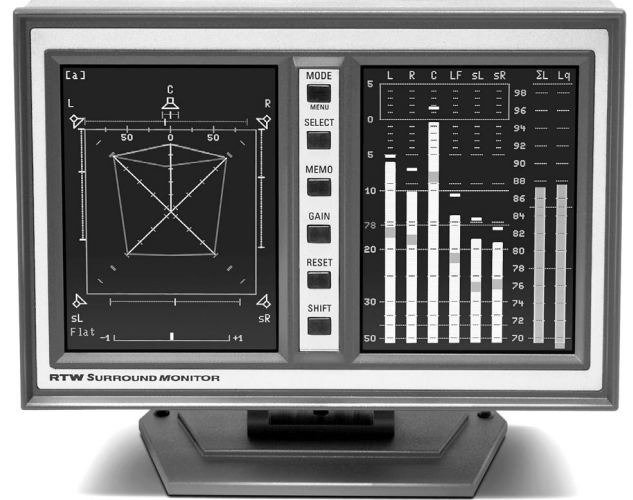 [a]
C
L R
50 0 50
sL sR
Flat -1 +1
MODE
MENU
SELECT
MEMO
GAIN
RESET
SHIFT
L R C LF sL sR ΣL Lq
5 98
96
0 94
92
5 90
88
10 86
84
78 82
20 80
78
76
30 74
72
50 70
RTW SURROUND MONITOR